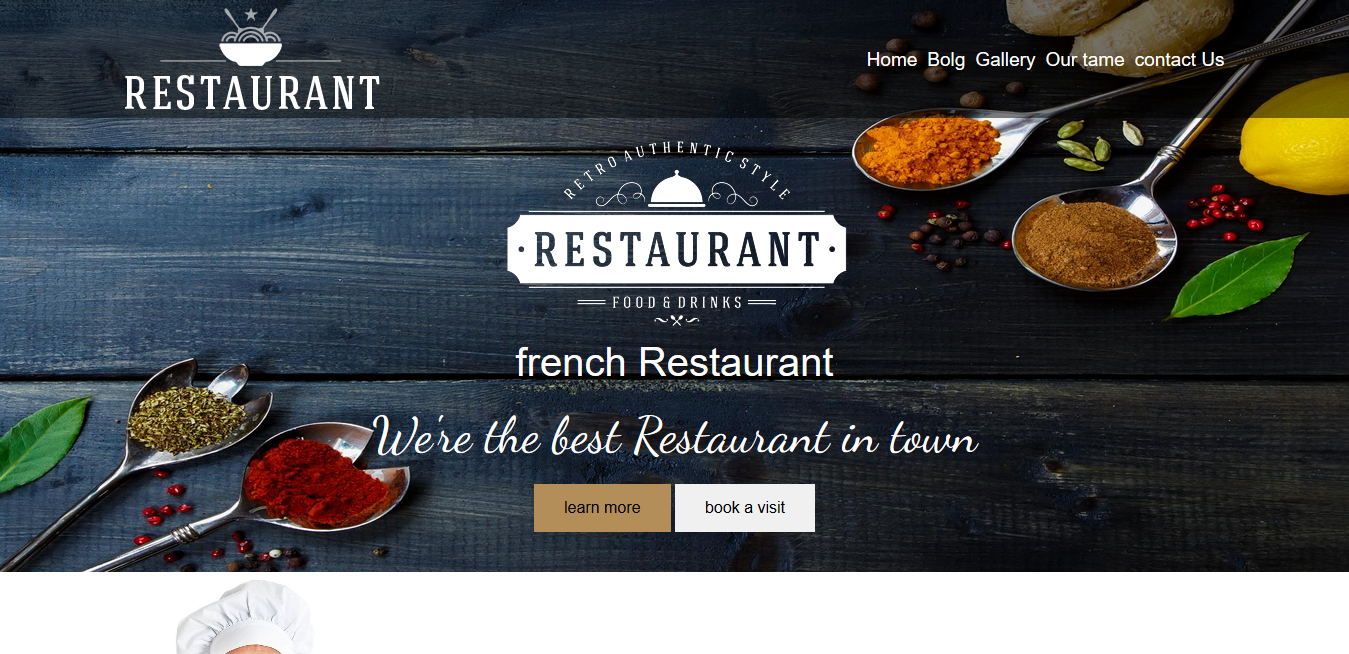 RESTAURANT
Home Bolg Gallery Our tame contact Us
RETRO AUTHENTIC STYLE
· RESTAURANT ·
FOOD & DRINKS
french Restaurant
We're the best Restaurant in town
learn more book a visit